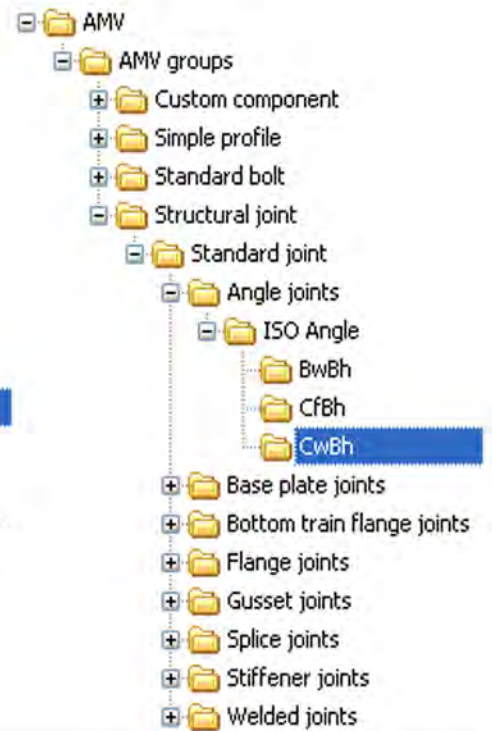 AMV
AMV groups
Custom component
Simple profile
Standard bolt
Structural joint
Standard joint
Angle joints
ISO Angle
BwBh
CfBh
CwBh
Base plate joints
Bottom train flange joints
Flange joints
Gusset joints
Splice joints
Stiffener joints
Welded joints